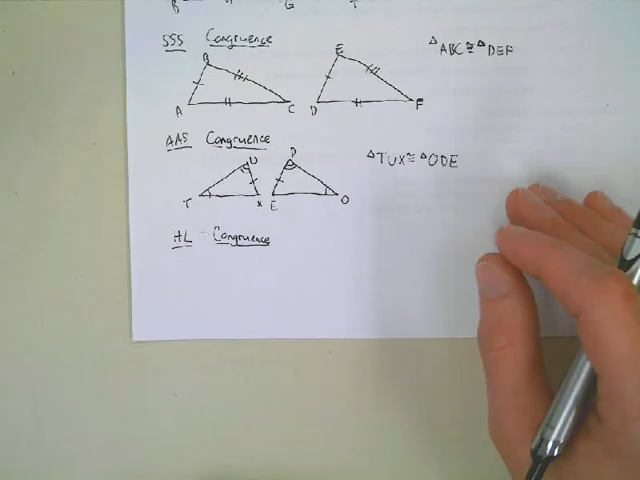 SSS Congruence
△ABC≅△DEF
B
E
A
C
D
F
AAS Congruence
△TUX≅△ODE
U
D
T
X
E
O
HL - Congruence